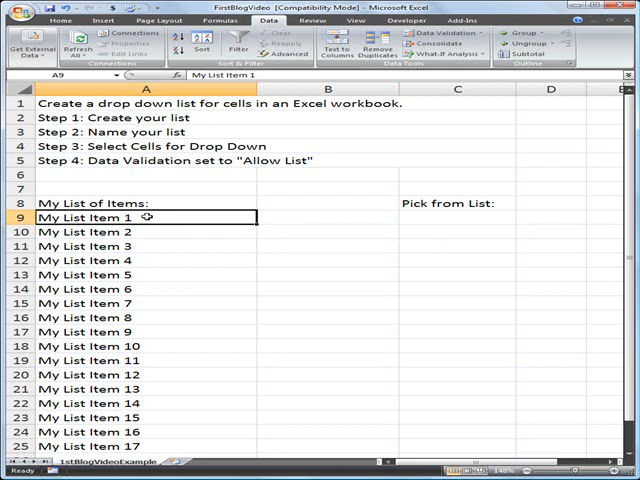 FirstBlogVideo [Compatibility Mode] - Microsoft Excel
Home Insert Page Layout Formulas Data Review View Developer Add-Ins
Get External Data
Refresh All
Connections
Properties
Edit Links
Connections
Sort
Filter
Clear
Reapply
Advanced
Sort & Filter
Text to Columns
Remove Duplicates
Data Validation
Consolidate
What-If Analysis
Data Tools
Group
Ungroup
Subtotal
Outline
A9 fx My List Item 1
A B C D E
1 Create a drop down list for cells in an Excel workbook.
2 Step 1: Create your list
3 Step 2: Name your list
4 Step 3: Select Cells for Drop Down
5 Step 4: Data Validation set to "Allow List"
6
7
8 My List of Items: Pick from List:
9 My List Item 1
10 My List Item 2
11 My List Item 3
12 My List Item 4
13 My List Item 5
14 My List Item 6
15 My List Item 7
16 My List Item 8
17 My List Item 9
18 My List Item 10
19 My List Item 11
20 My List Item 12
21 My List Item 13
22 My List Item 14
23 My List Item 15
24 My List Item 16
25 My List Item 17
1stBlogVideoExample
Ready 148%